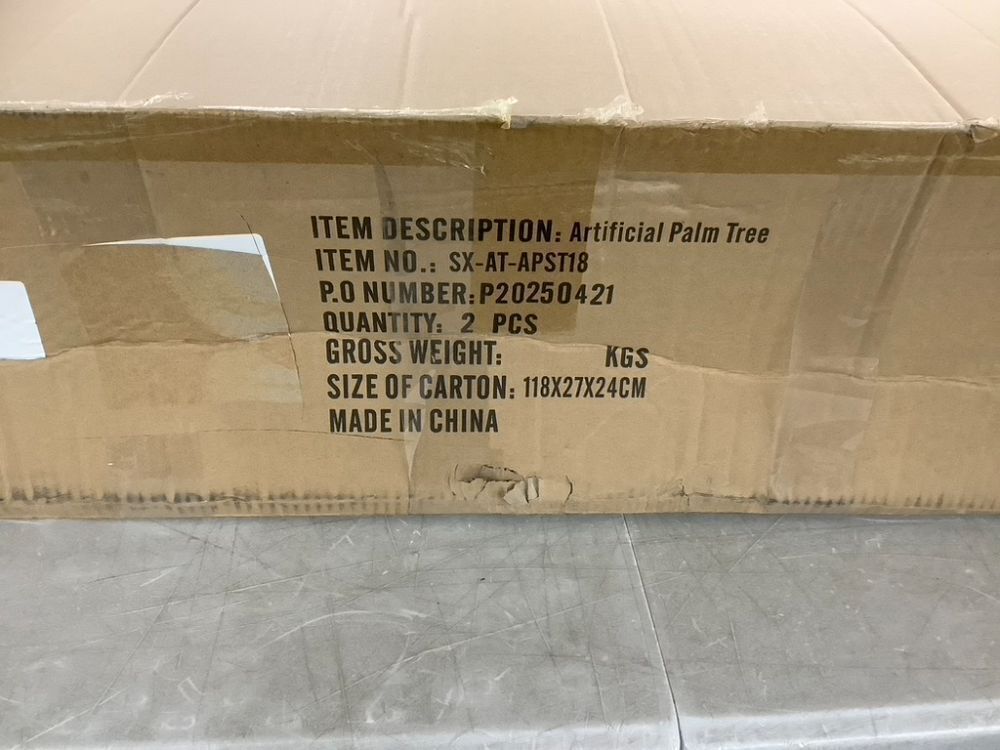 ITEM DESCRIPTION: Artificial Palm Tree
ITEM NO.: SX-AT-APST18
P.O NUMBER: P20250421
QUANTITY: 2 PCS
GROSS WEIGHT: KGS
SIZE OF CARTON: 118X27X24CM
MADE IN CHINA